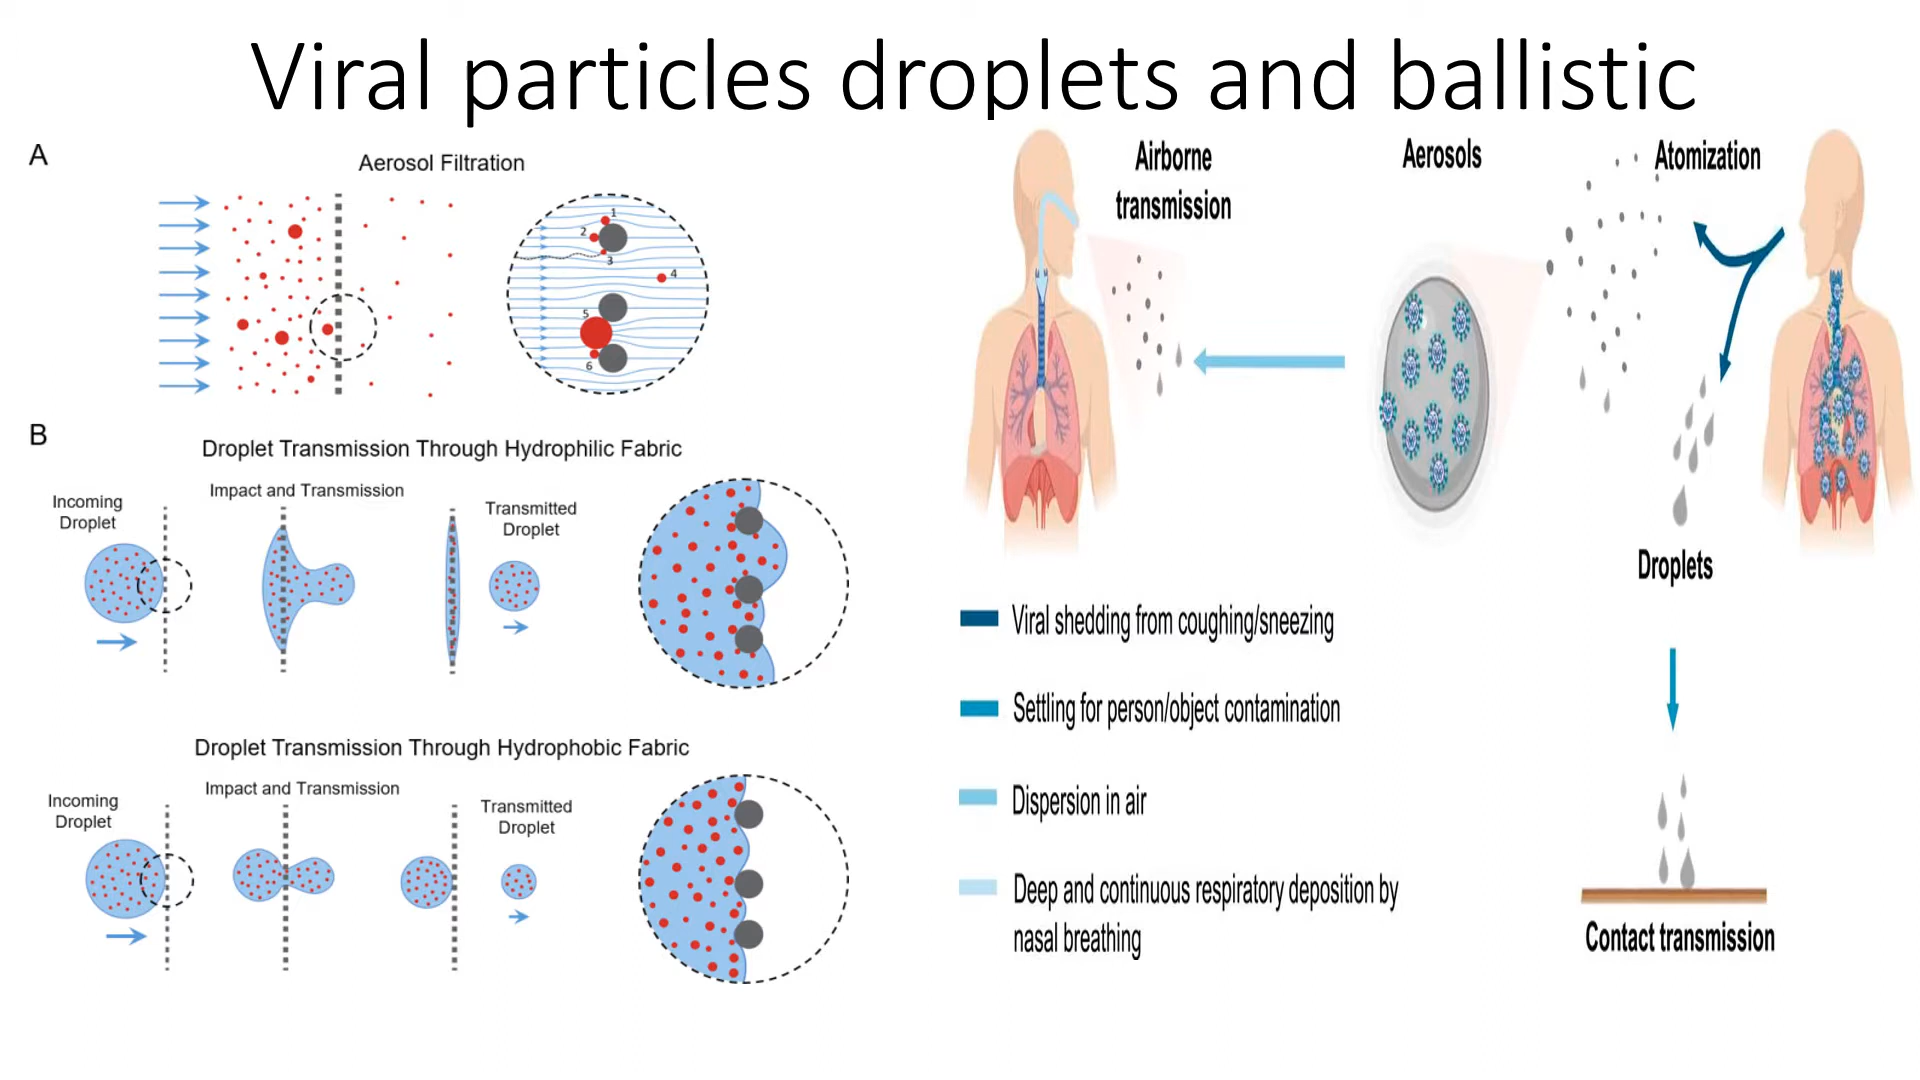 Viral particles droplets and ballistic
A
Aerosol Filtration
1
2
3
4
5
6
B
Droplet Transmission Through Hydrophilic Fabric
Incoming
Droplet
Impact and Transmission
Transmitted
Droplet
Droplet Transmission Through Hydrophobic Fabric
Incoming
Droplet
Impact and Transmission
Transmitted
Droplet
Airborne
transmission
Aerosols
Atomization
Droplets
Viral shedding from coughing/sneezing
Settling for person/object contamination
Dispersion in air
Deep and continuous respiratory deposition by
nasal breathing
Contact transmission